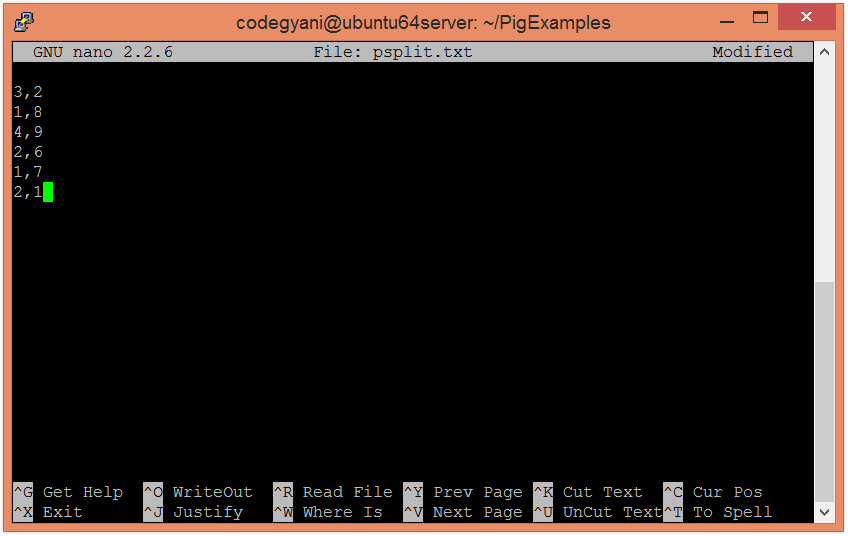 codegyani@ubuntu64server: ~/PigExamples
GNU nano 2.2.6 File: psplit.txt Modified
3,2
1,8
4,9
2,6
1,7
2,1
^G Get Help ^O WriteOut ^R Read File ^Y Prev Page ^K Cut Text ^C Cur Pos
^X Exit ^J Justify ^W Where Is ^V Next Page ^U UnCut Text ^T To Spell